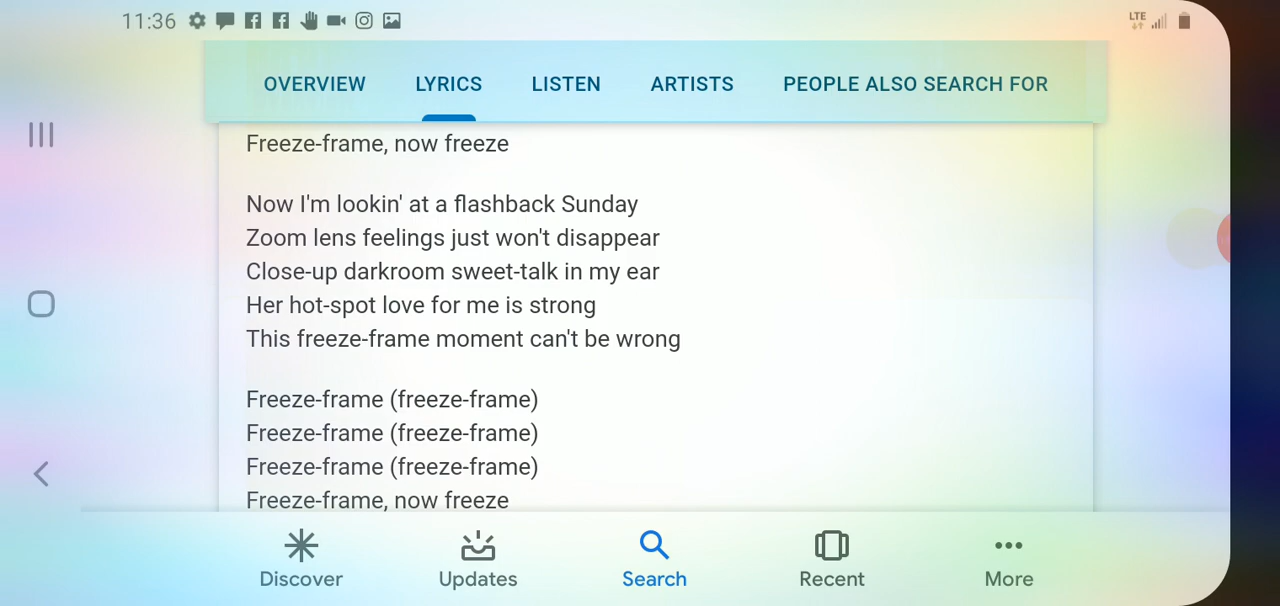 11:36
LTE
OVERVIEW LYRICS LISTEN ARTISTS PEOPLE ALSO SEARCH FOR
Freeze-frame, now freeze
Now I'm lookin' at a flashback Sunday
Zoom lens feelings just won't disappear
Close-up darkroom sweet-talk in my ear
Her hot-spot love for me is strong
This freeze-frame moment can't be wrong
Freeze-frame (freeze-frame)
Freeze-frame (freeze-frame)
Freeze-frame (freeze-frame)
Freeze-frame, now freeze
Discover Updates Search Recent More